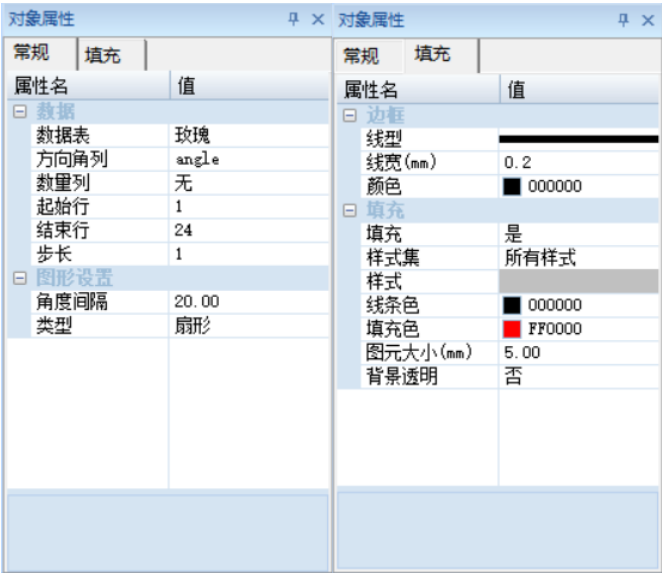 对象属性
常规 填充
属性名 值
数据
数据表 玫瑰
方向角列 angle
数量列 无
起始行 1
结束行 24
步长 1
图形设置
角度间隔 20.00
类型 扇形
对象属性
常规 填充
属性名 值
边框
线型
线宽(mm) 0.2
颜色 000000
填充
填充 是
样式集 所有样式
样式
线条色 000000
填充色 FF0000
图元大小(mm) 5.00
背景透明 否